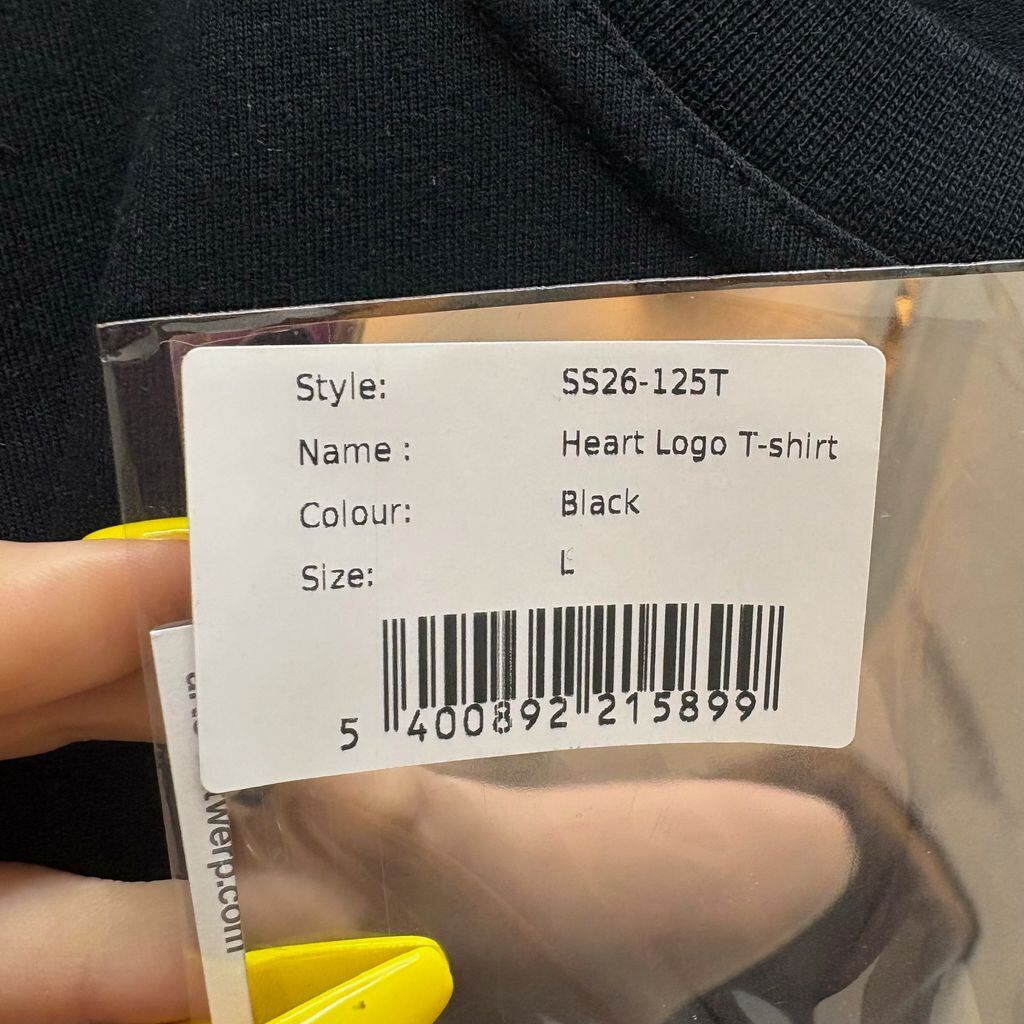 Style: SS26-125T
Name : Heart Logo T-shirt
Colour: Black
Size: L
5 400892 215899